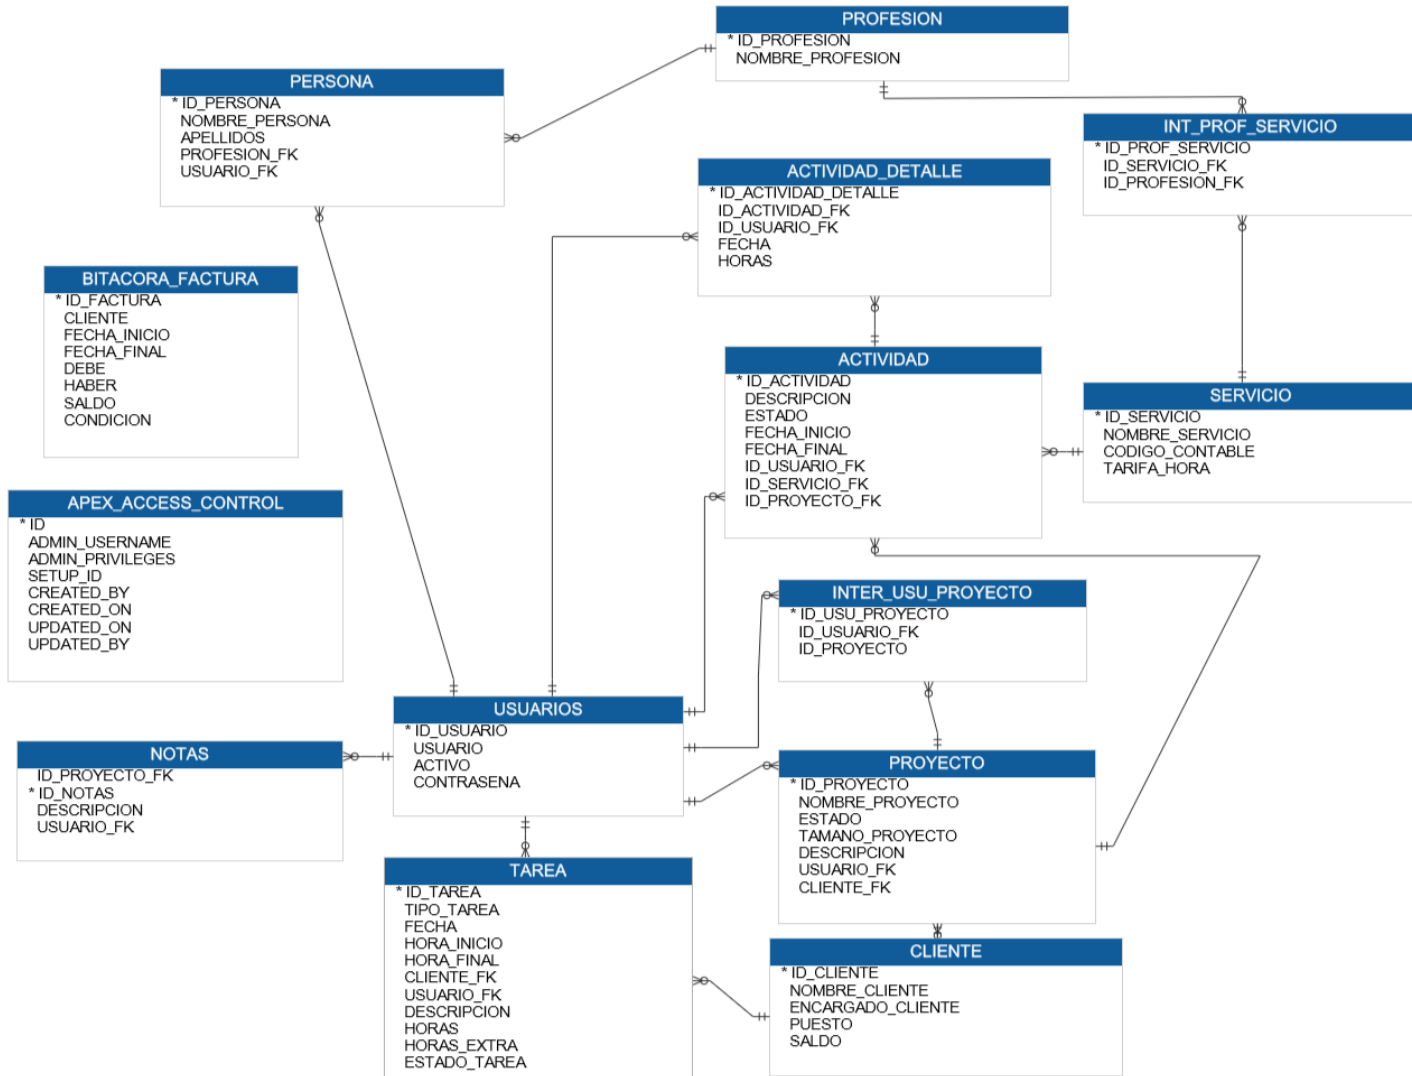 PROFESION
* ID_PROFESION
NOMBRE_PROFESION
PERSONA
* ID_PERSONA
NOMBRE_PERSONA
APELLIDOS
PROFESION_FK
USUARIO_FK
INT_PROF_SERVICIO
* ID_PROF_SERVICIO
ID_SERVICIO_FK
ID_PROFESION_FK
ACTIVIDAD_DETALLE
* ID_ACTIVIDAD_DETALLE
ID_ACTIVIDAD_FK
ID_USUARIO_FK
FECHA
HORAS
BITACORA_FACTURA
* ID_FACTURA
CLIENTE
FECHA_INICIO
FECHA_FINAL
DEBE
HABER
SALDO
CONDICION
ACTIVIDAD
* ID_ACTIVIDAD
DESCRIPCION
ESTADO
FECHA_INICIO
FECHA_FINAL
ID_USUARIO_FK
ID_SERVICIO_FK
ID_PROYECTO_FK
SERVICIO
* ID_SERVICIO
NOMBRE_SERVICIO
CODIGO_CONTABLE
TARIFA_HORA
APEX_ACCESS_CONTROL
* ID
ADMIN_USERNAME
ADMIN_PRIVILEGES
SETUP_ID
CREATED_BY
CREATED_ON
UPDATED_ON
UPDATED_BY
INTER_USU_PROYECTO
* ID_USU_PROYECTO
ID_USUARIO_FK
ID_PROYECTO
USUARIOS
* ID_USUARIO
USUARIO
ACTIVO
CONTRASENA
NOTAS
ID_PROYECTO_FK
* ID_NOTAS
DESCRIPCION
USUARIO_FK
PROYECTO
* ID_PROYECTO
NOMBRE_PROYECTO
ESTADO
TAMANO_PROYECTO
DESCRIPCION
USUARIO_FK
CLIENTE_FK
TAREA
* ID_TAREA
TIPO_TAREA
FECHA
HORA_INICIO
HORA_FINAL
CLIENTE_FK
USUARIO_FK
DESCRIPCION
HORAS
HORAS_EXTRA
ESTADO_TAREA
CLIENTE
* ID_CLIENTE
NOMBRE_CLIENTE
ENCARGADO_CLIENTE
PUESTO
SALDO